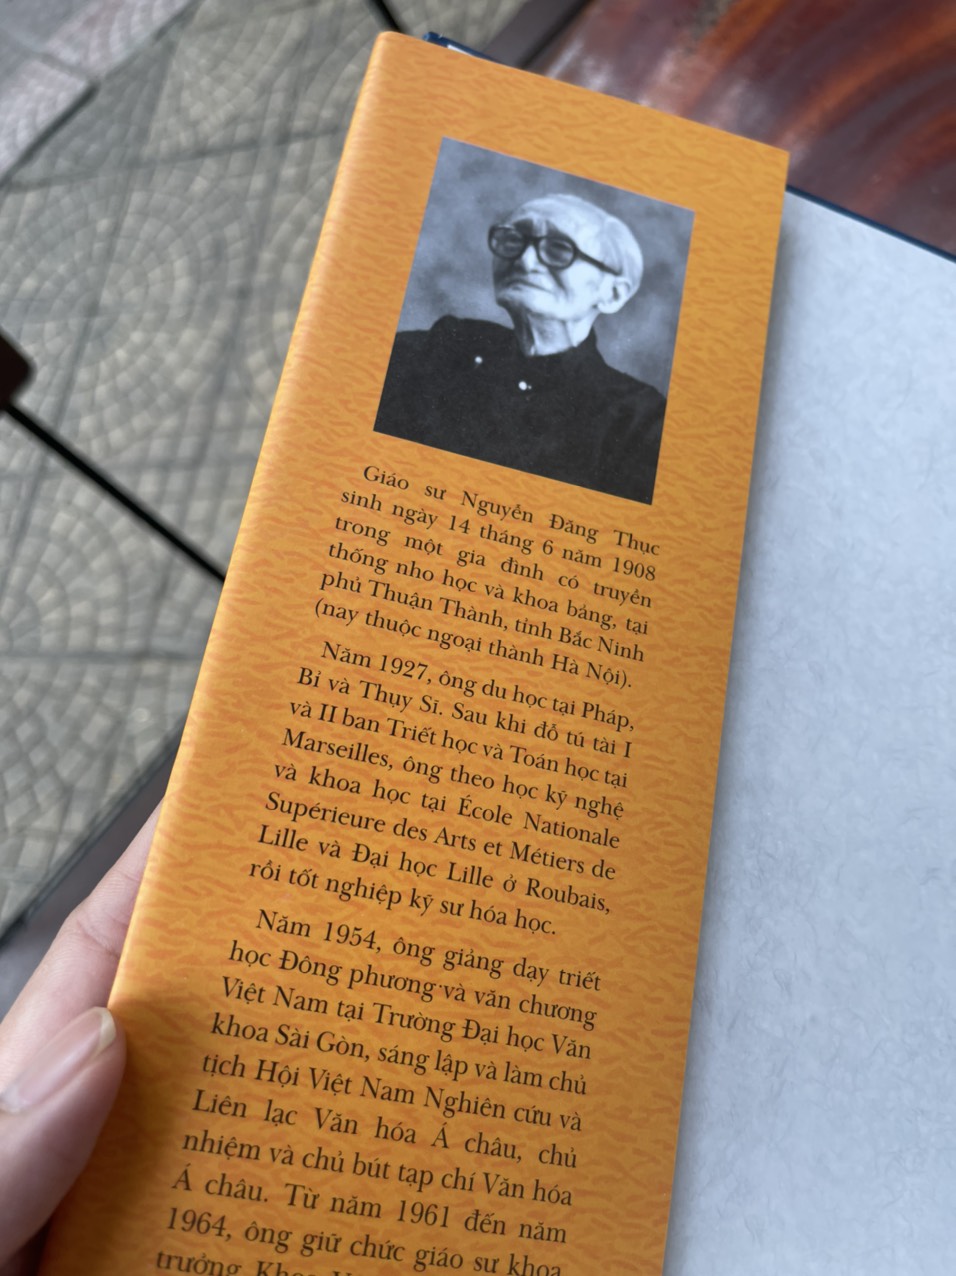 Giáo sư Nguyễn Đăng Thục
sinh ngày 14 tháng 6 năm 1908
trong một gia đình có truyền
thống nho học và khoa bảng, tại
phủ Thuận Thành, tỉnh Bắc Ninh
(nay thuộc ngoại thành Hà Nội).
Năm 1927, ông du học tại Pháp,
Bỉ và Thụy Sĩ. Sau khi đỗ tú tài I
và II ban Triết học và Toán học tại
Marseilles, ông theo học kỹ nghệ
và khoa học tại École Nationale
Supérieure des Arts et Métiers de
Lille và Đại học Lille ở Roubais,
rồi tốt nghiệp kỹ sư hóa học.
Năm 1954, ông giảng dạy triết
học Đông phương và văn chương
Việt Nam tại Trường Đại học Văn
khoa Sài Gòn, sáng lập và làm chủ
tịch Hội Việt Nam Nghiên cứu và
Liên lạc Văn hóa Á châu, chủ
nhiệm và chủ bút tạp chí Văn hóa
Á châu. Từ năm 1961 đến năm
1964, ông giữ chức giáo sư khoa
trưởng Khoa